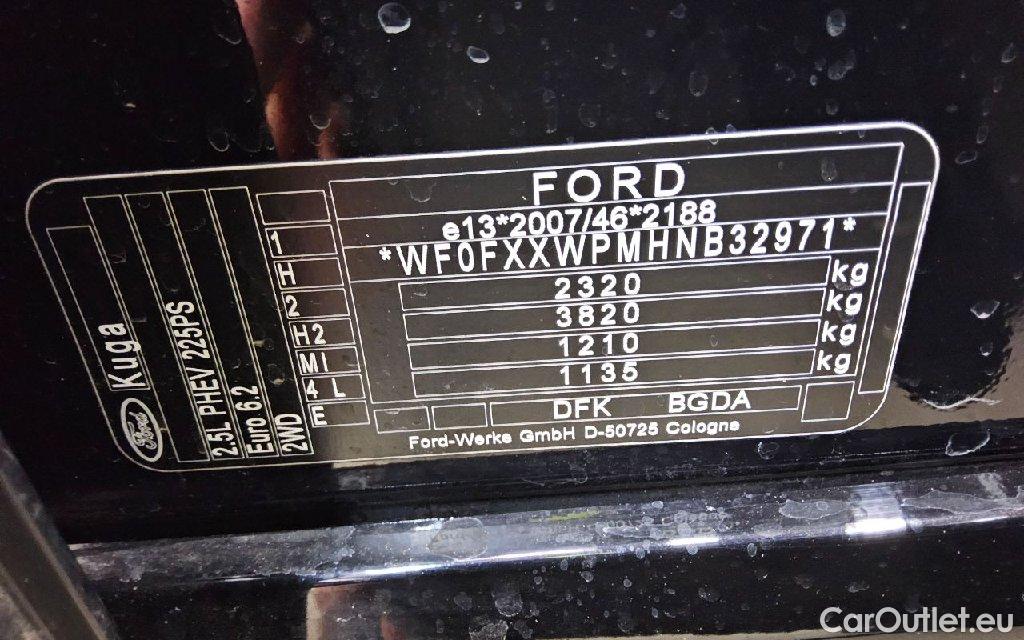 FORD
e13*2007/46*2188
*WF0FXXWPMHNB32971*
2320 kg
3820 kg
1210 kg
1135 kg
DFK BGDA
Ford-Werke GmbH D-50725 Cologne
1
H
2
H2
MI
4 L
E
Ford Kuga
2.5L PHEV 225PS
Euro 6.2
2WD
CarOutlet.eu